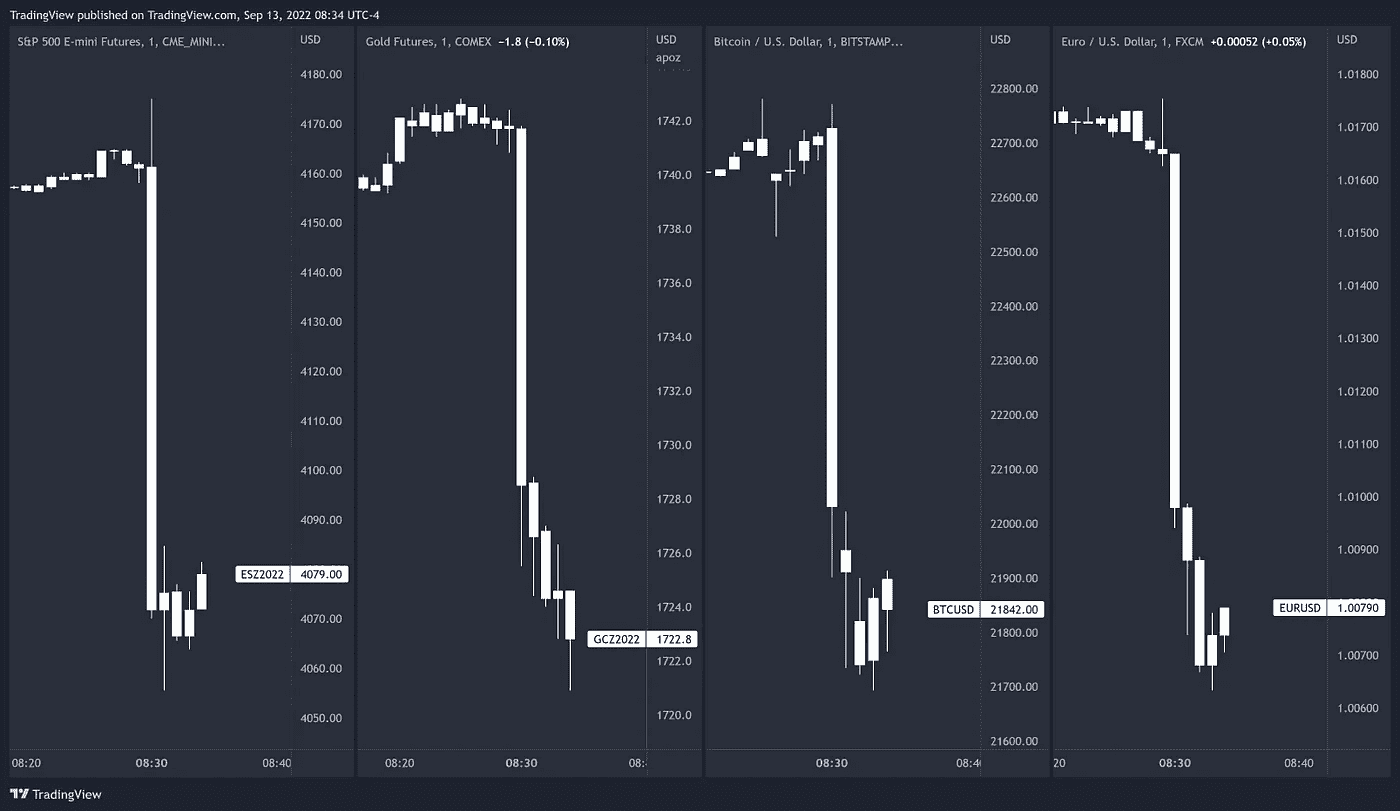 TradingView published on TradingView.com, Sep 13, 2022 08:34 UTC-4
S&P 500 E-mini Futures, 1, CME_MINI...
USD
4180.00
4170.00
4160.00
4150.00
4140.00
4130.00
4120.00
4110.00
4100.00
4090.00
ESZ2022 4079.00
4070.00
4060.00
4050.00
08:20 08:30 08:40
Gold Futures, 1, COMEX −1.8 (−0.10%)
USD
apoz
1742.0
1740.0
1738.0
1736.0
1734.0
1732.0
1730.0
1728.0
1726.0
1724.0
GCZ2022 1722.8
1722.0
1720.0
08:20 08:30 08:
Bitcoin / U.S. Dollar, 1, BITSTAMP...
USD
22800.00
22700.00
22600.00
22500.00
22400.00
22300.00
22200.00
22100.00
22000.00
21900.00
BTCUSD 21842.00
21800.00
21700.00
21600.00
08:30 08:4
Euro / U.S. Dollar, 1, FXCM +0.00052 (+0.05%)
USD
1.01800
1.01700
1.01600
1.01500
1.01400
1.01300
1.01200
1.01100
1.01000
1.00900
EURUSD 1.00790
1.00700
1.00600
20 08:30 08:40
TradingView